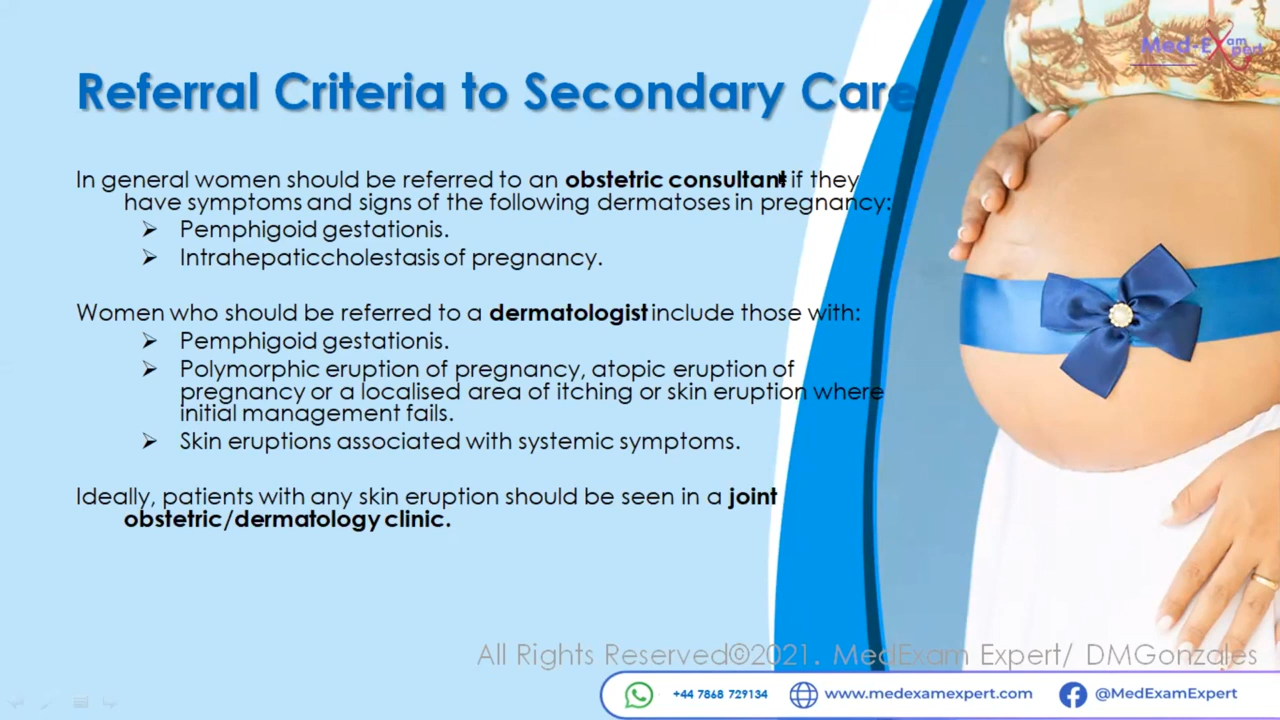 Med-Exam
pert
Referral Criteria to Secondary Care
In general women should be referred to an obstetric consultant if they
have symptoms and signs of the following dermatoses in pregnancy:
Pemphigoid gestationis.
Intrahepaticcholestasis of pregnancy.
Women who should be referred to a dermatologist include those with:
Pemphigoid gestationis.
Polymorphic eruption of pregnancy, atopic eruption of
pregnancy or a localised area of itching or skin eruption where
initial management fails.
Skin eruptions associated with systemic symptoms.
Ideally, patients with any skin eruption should be seen in a joint
obstetric/dermatology clinic.
All Rights Reserved©2021. MedExam Expert/ DMGonzales
+44 7868 729134 www.medexamexpert.com @MedExamExpert